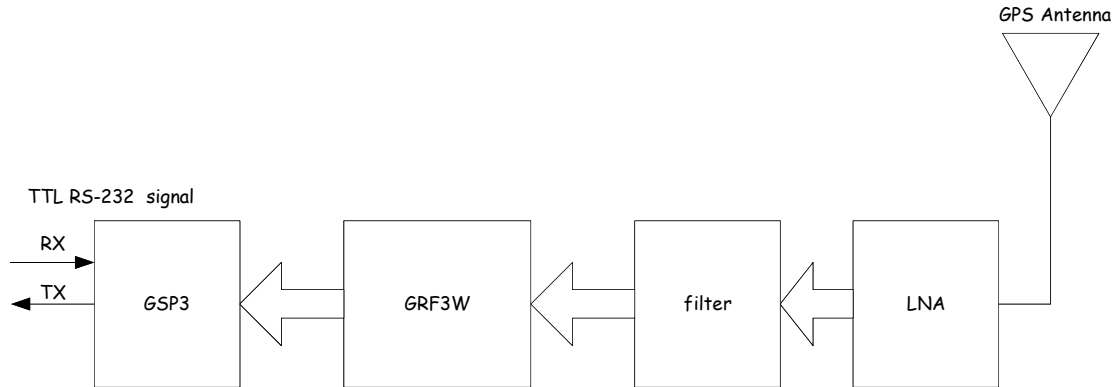 GPS Antenna
TTL RS-232 signal
RX
TX
GSP3
GRF3W
filter
LNA